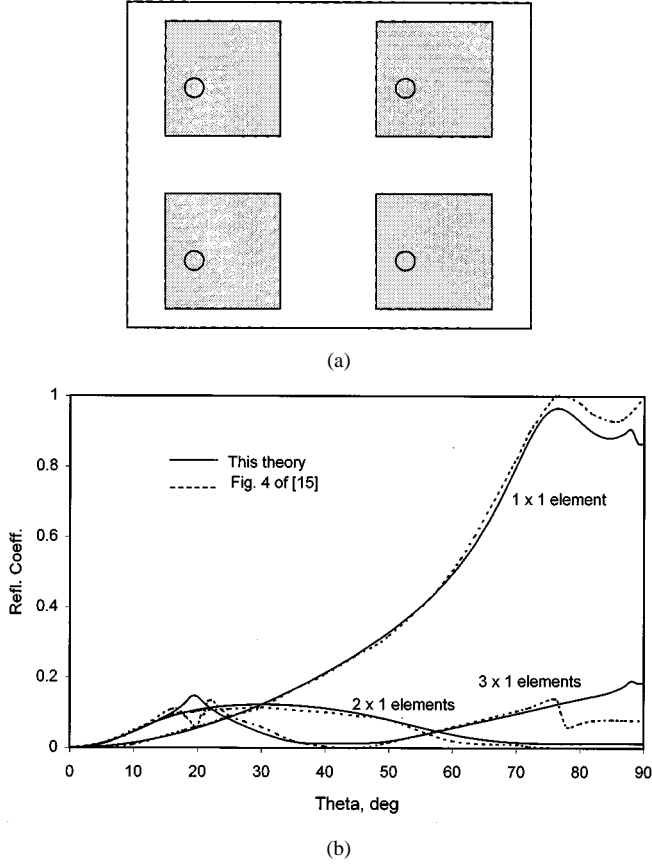 (a)
1
0.8
0.6
0.4
0.2
0
Refl. Coeff.
This theory
Fig. 4 of [15]
1 x 1 element
2 x 1 elements
3 x 1 elements
0 10 20 30 40 50 60 70 80 90
Theta, deg
(b)